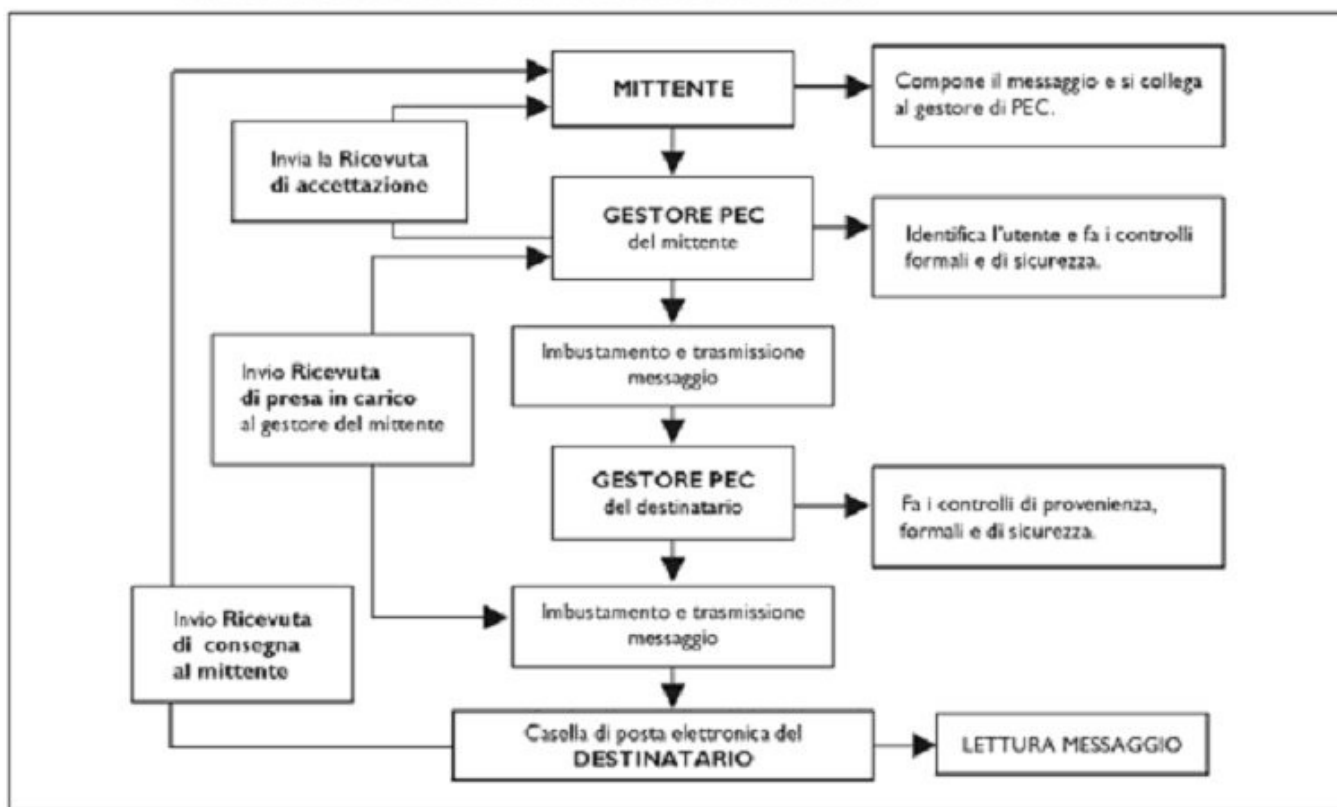 MITTENTE
Compone il messaggio e si collega
al gestore di PEC.
Invia la Ricevuta
di accettazione
GESTORE PEC
del mittente
Identifica l'utente e fa i controlli
formali e di sicurezza.
Imbustamento e trasmissione
messaggio
Invio Ricevuta
di presa in carico
al gestore del mittente
GESTORE PEC
del destinatario
Fa i controlli di provenienza,
formali e di sicurezza.
Invio Ricevuta
di consegna
al mittente
Imbustamento e trasmissione
messaggio
Casella di posta elettronica del
DESTINATARIO
LETTURA MESSAGGIO